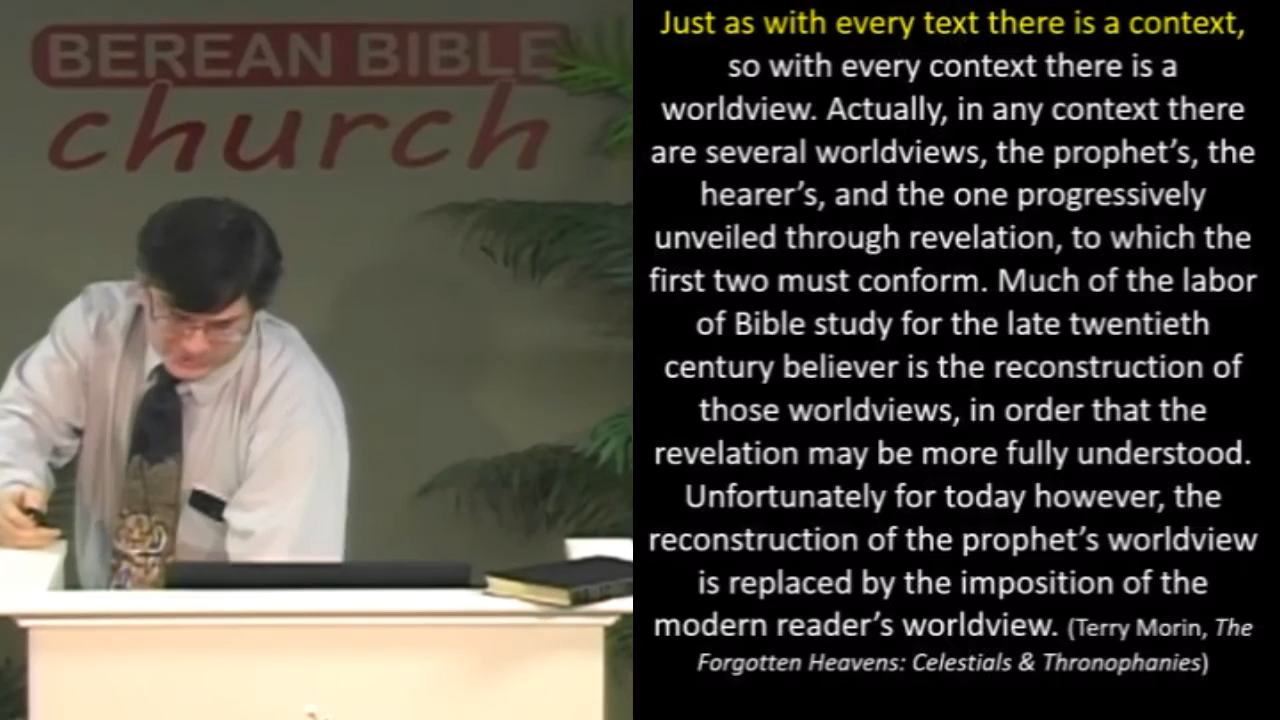 BEREAN BIBLE
church
Just as with every text there is a context,
so with every context there is a
worldview. Actually, in any context there
are several worldviews, the prophet's, the
hearer's, and the one progressively
unveiled through revelation, to which the
first two must conform. Much of the labor
of Bible study for the late twentieth
century believer is the reconstruction of
those worldviews, in order that the
revelation may be more fully understood.
Unfortunately for today however, the
reconstruction of the prophet's worldview
is replaced by the imposition of the
modern reader's worldview. (Terry Morin, The
Forgotten Heavens: Celestials & Thronophanies)